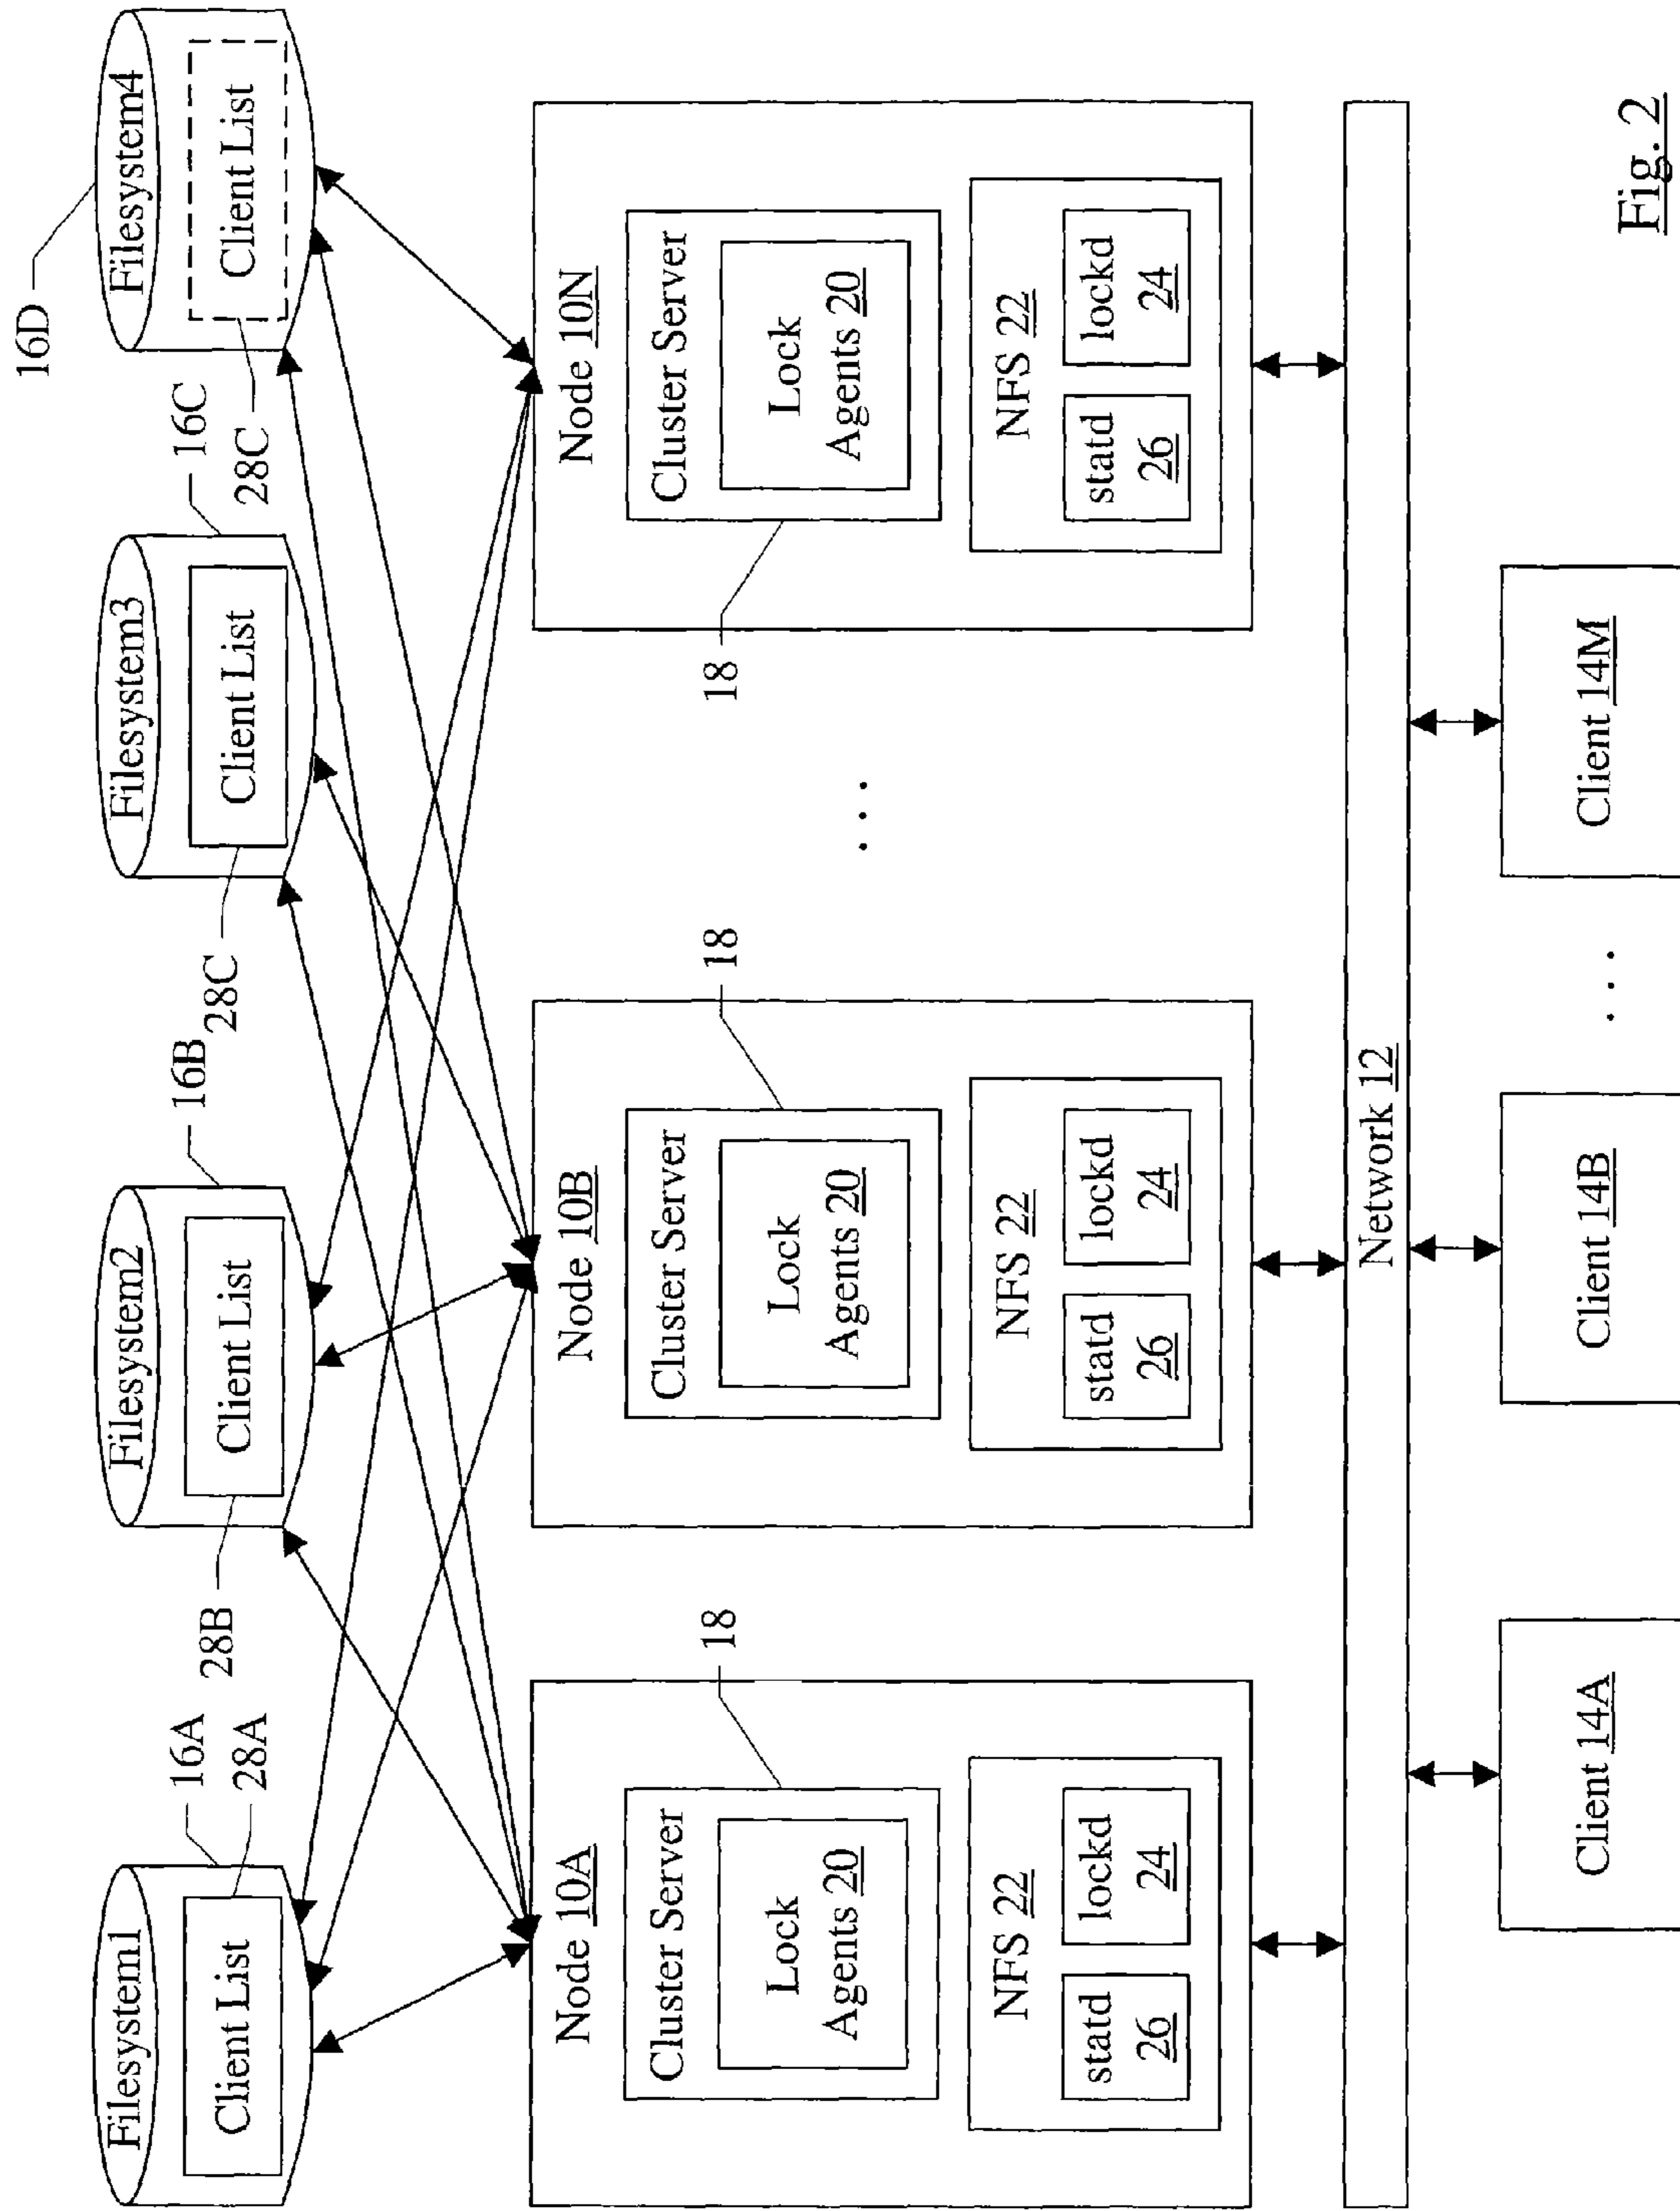 16D
Filesystem1
Filesystem2
Filesystem3
Filesystem4
16A
16B
16C
Client List
Client List
Client List
Client List
28A
28B
28C
28C
Node 10A
Node 10B
Node 10N
Cluster Server
Cluster Server
Cluster Server
18
18
18
Lock
Agents 20
Lock
Agents 20
Lock
Agents 20
. . .
NFS 22
NFS 22
NFS 22
statd
26
lockd
24
statd
26
lockd
24
statd
26
lockd
24
Network 12
Client 14A
Client 14B
. . .
Client 14M
Fig. 2